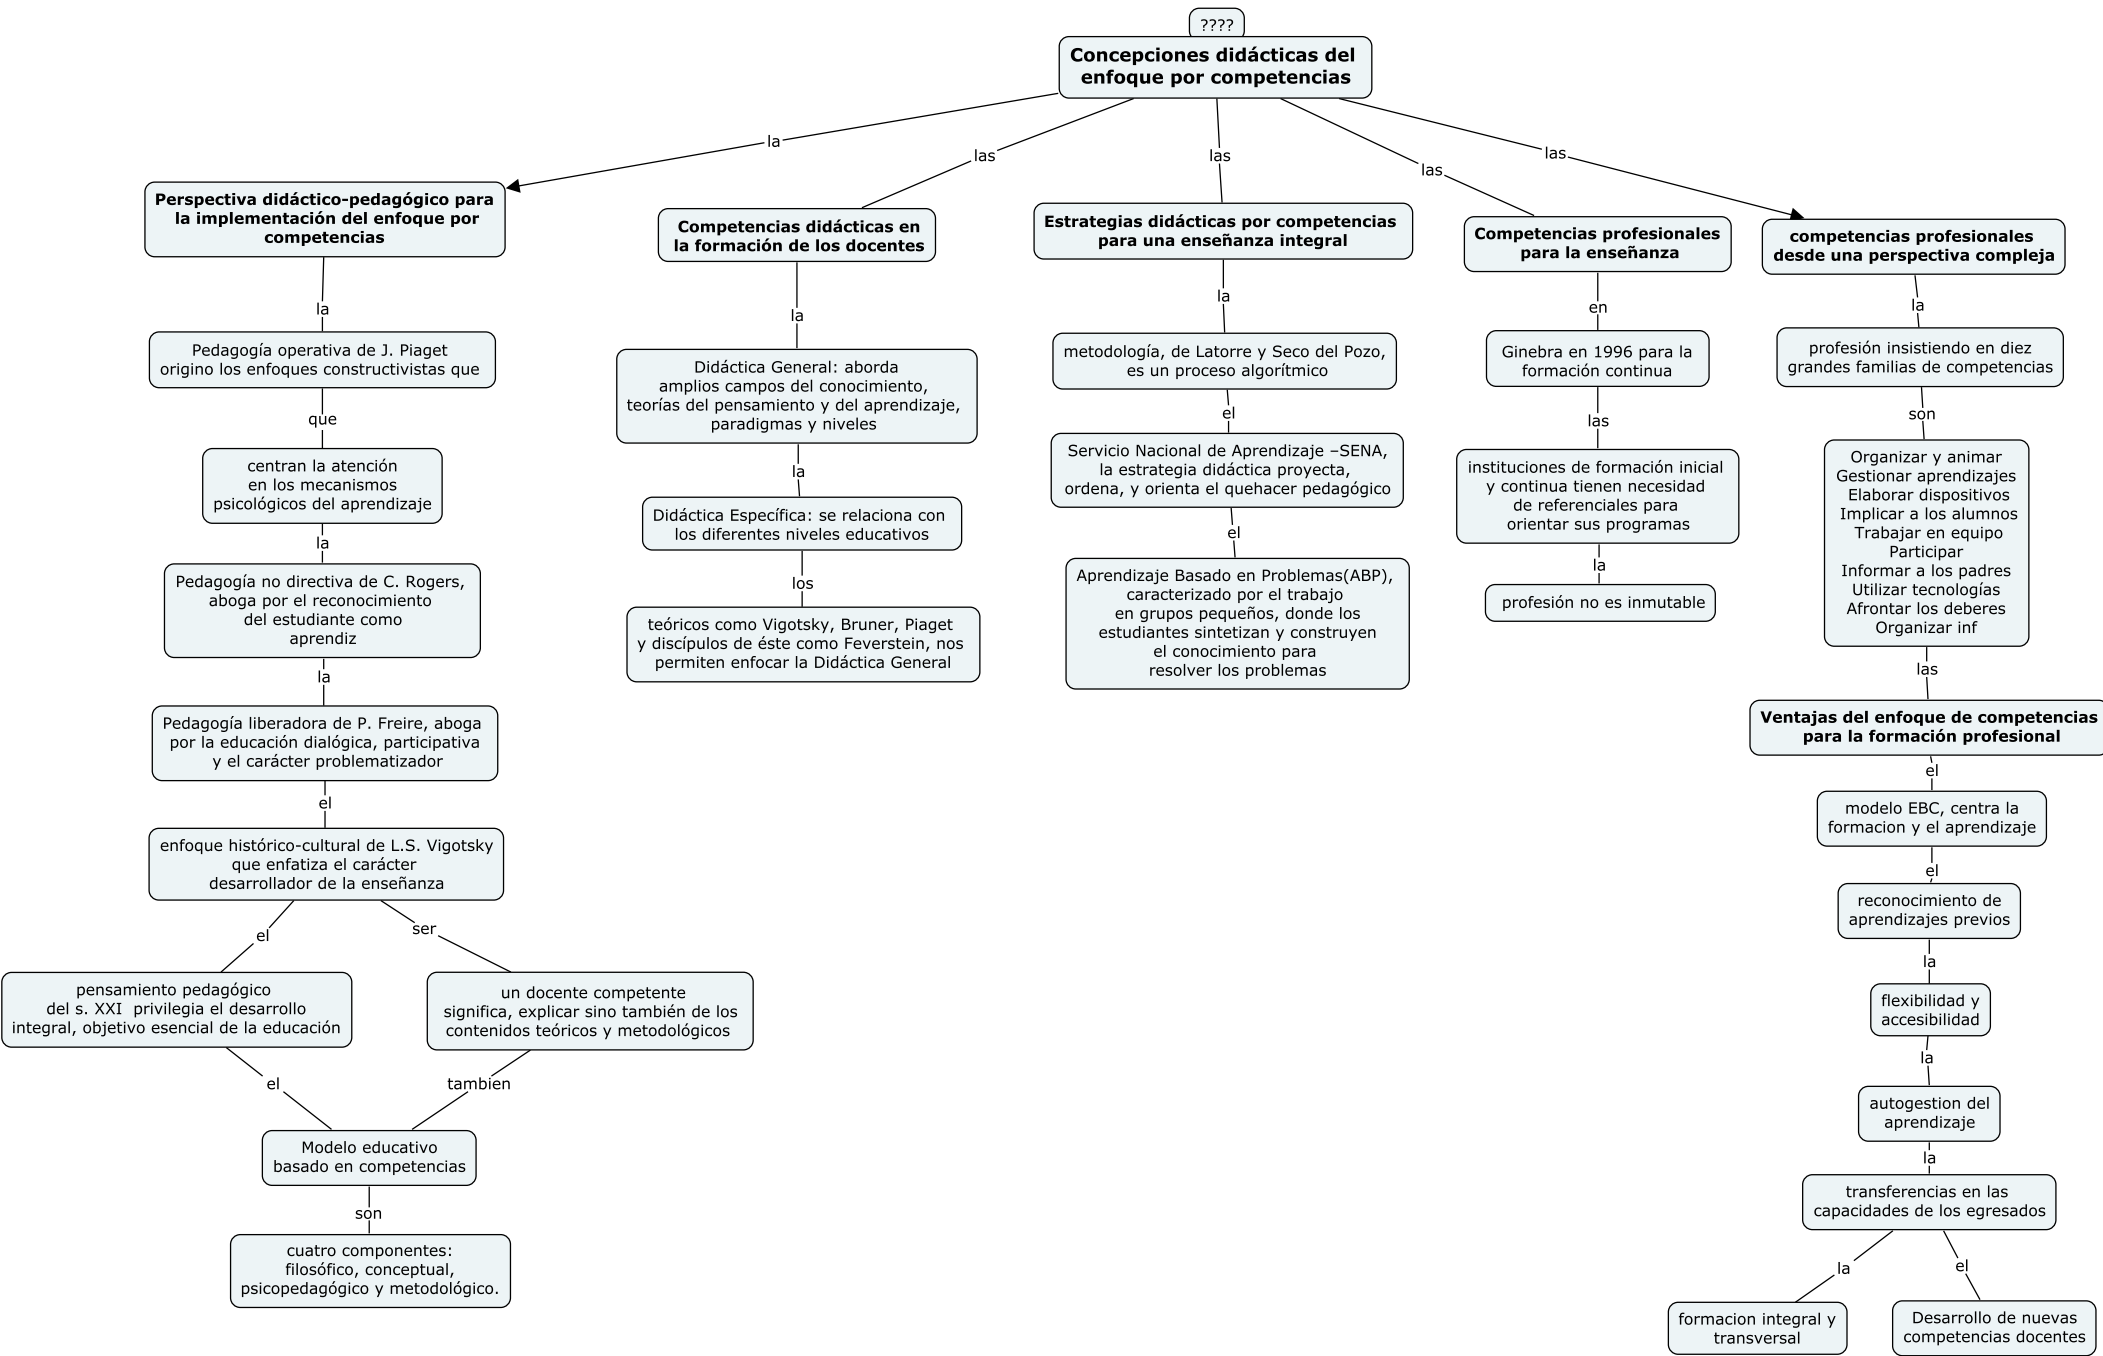 ????
Concepciones didácticas del
enfoque por competencias
la
las
las
las
las
Perspectiva didáctico-pedagógico para
la implementación del enfoque por
competencias
la
Pedagogía operativa de J. Piaget
origino los enfoques constructivistas que
que
centran la atención
en los mecanismos
psicológicos del aprendizaje
la
Pedagogía no directiva de C. Rogers,
aboga por el reconocimiento
del estudiante como
aprendiz
la
Pedagogía liberadora de P. Freire, aboga
por la educación dialógica, participativa
y el carácter problematizador
el
enfoque histórico-cultural de L.S. Vigotsky
que enfatiza el carácter
desarrollador de la enseñanza
el
ser
pensamiento pedagógico
del s. XXI privilegia el desarrollo
integral, objetivo esencial de la educación
un docente competente
significa, explicar sino también de los
contenidos teóricos y metodológicos
el
tambien
Modelo educativo
basado en competencias
son
cuatro componentes:
filosófico, conceptual,
psicopedagógico y metodológico.
Competencias didácticas en
la formación de los docentes
la
Didáctica General: aborda
amplios campos del conocimiento,
teorías del pensamiento y del aprendizaje,
paradigmas y niveles
la
Didáctica Específica: se relaciona con
los diferentes niveles educativos
los
teóricos como Vigotsky, Bruner, Piaget
y discípulos de éste como Feverstein, nos
permiten enfocar la Didáctica General
Estrategias didácticas por competencias
para una enseñanza integral
la
metodología, de Latorre y Seco del Pozo,
es un proceso algorítmico
el
Servicio Nacional de Aprendizaje –SENA,
la estrategia didáctica proyecta,
ordena, y orienta el quehacer pedagógico
el
Aprendizaje Basado en Problemas(ABP),
caracterizado por el trabajo
en grupos pequeños, donde los
estudiantes sintetizan y construyen
el conocimiento para
resolver los problemas
Competencias profesionales
para la enseñanza
en
Ginebra en 1996 para la
formación continua
las
instituciones de formación inicial
y continua tienen necesidad
de referenciales para
orientar sus programas
la
profesión no es inmutable
competencias profesionales
desde una perspectiva compleja
la
profesión insistiendo en diez
grandes familias de competencias
son
Organizar y animar
Gestionar aprendizajes
Elaborar dispositivos
Implicar a los alumnos
Trabajar en equipo
Participar
Informar a los padres
Utilizar tecnologías
Afrontar los deberes
Organizar inf
las
Ventajas del enfoque de competencias
para la formación profesional
el
modelo EBC, centra la
formacion y el aprendizaje
el
reconocimiento de
aprendizajes previos
la
flexibilidad y
accesibilidad
la
autogestion del
aprendizaje
la
transferencias en las
capacidades de los egresados
la
el
formacion integral y
transversal
Desarrollo de nuevas
competencias docentes